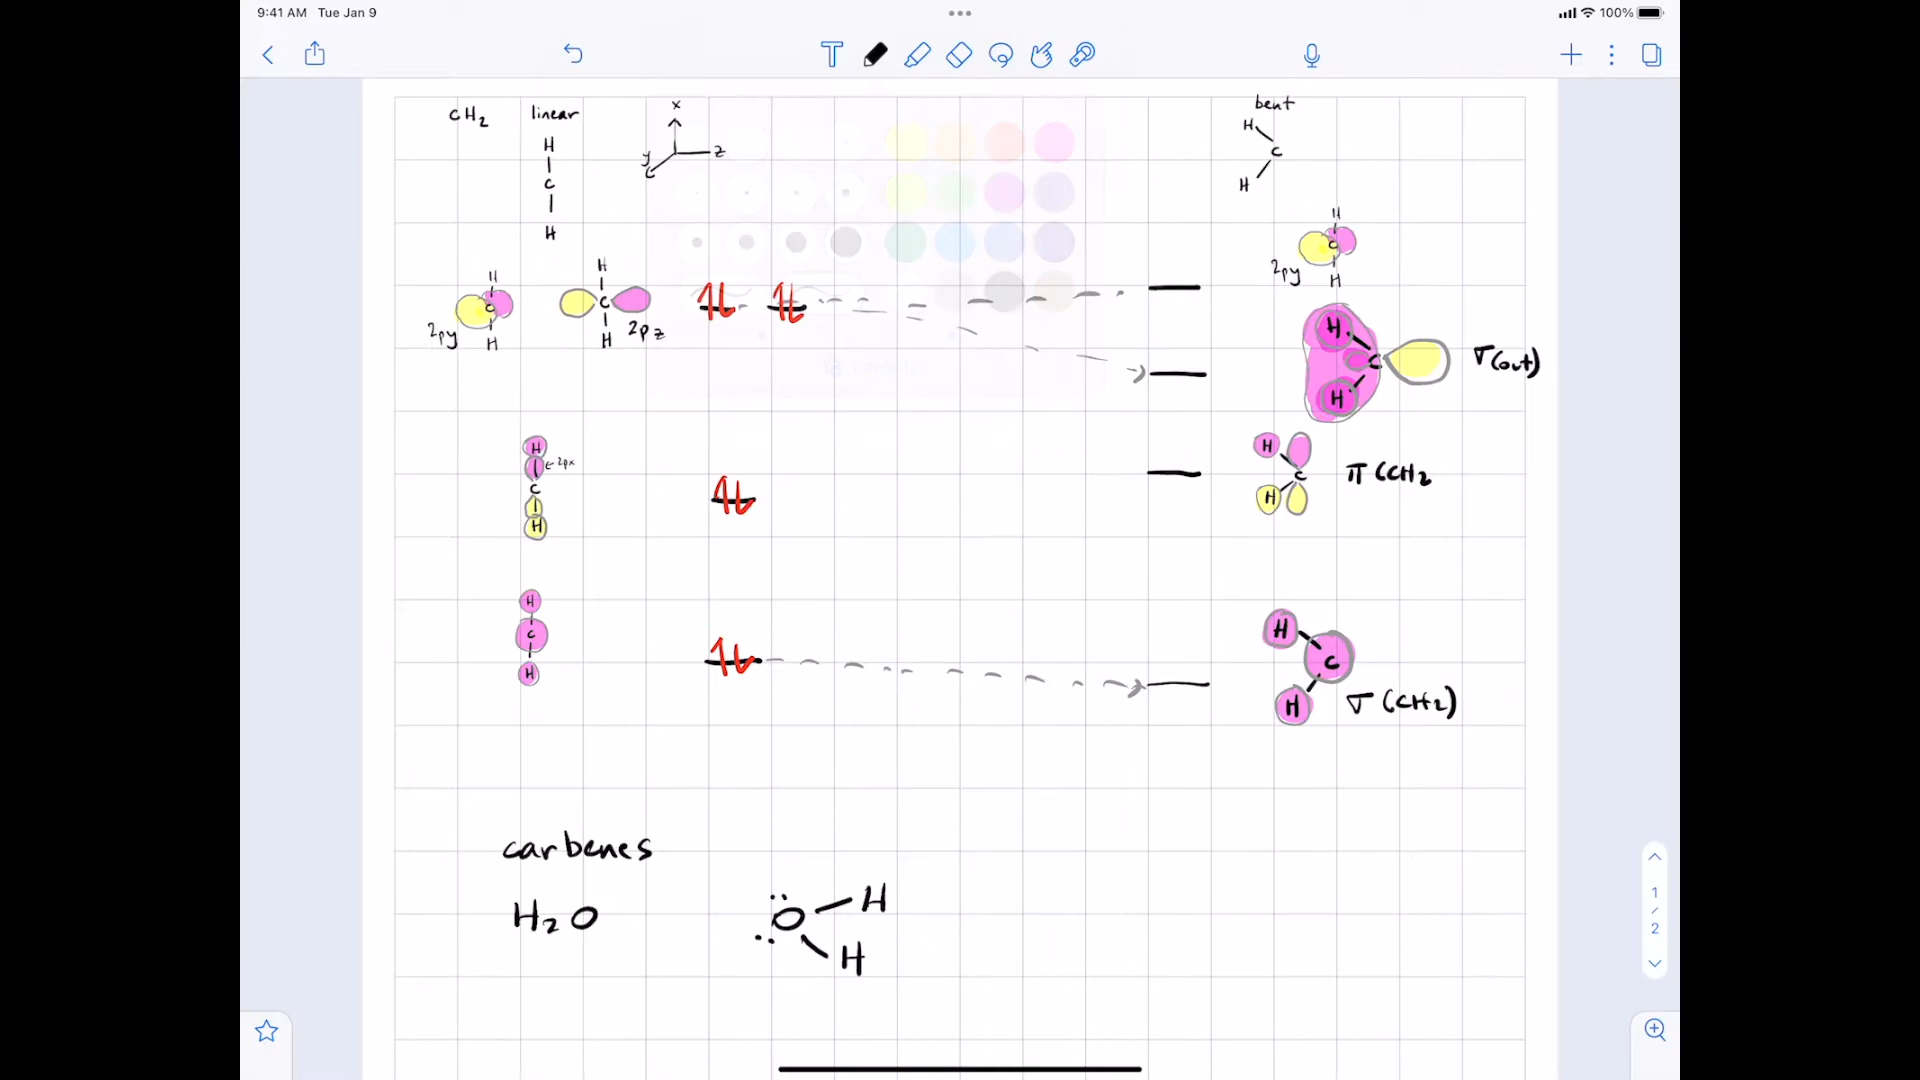 9:41 AM Tue Jan 9
100%
CH2 linear
x
y
z
H
C
H
bent
H
C
H
H
C
H
2py
H
C
H
2pz
H
C
H
2py
H
C
H
σ(out)
H
2px
C
H
H
C
H
π(CH2
H
C
H
H
C
H
σ(CH2)
carbenes
H2O
O
H
H
1
/
2